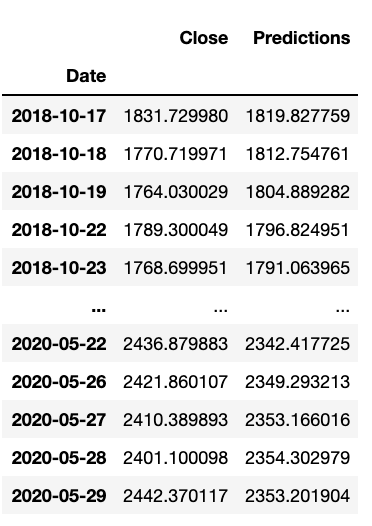 Close Predictions
Date
2018-10-17 1831.729980 1819.827759
2018-10-18 1770.719971 1812.754761
2018-10-19 1764.030029 1804.889282
2018-10-22 1789.300049 1796.824951
2018-10-23 1768.699951 1791.063965
... ... ...
2020-05-22 2436.879883 2342.417725
2020-05-26 2421.860107 2349.293213
2020-05-27 2410.389893 2353.166016
2020-05-28 2401.100098 2354.302979
2020-05-29 2442.370117 2353.201904